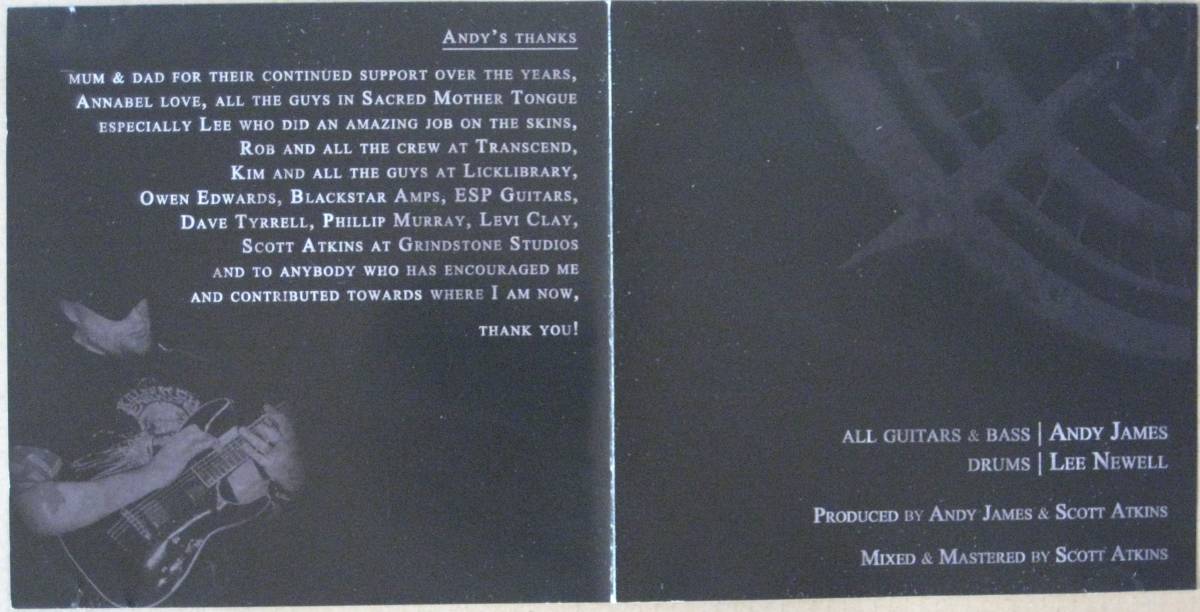 Andy's thanks
mum & dad for their continued support over the years,
Annabel love, all the guys in Sacred Mother Tongue
especially Lee who did an amazing job on the skins,
Rob and all the crew at Transcend,
Kim and all the guys at Licklibrary,
Owen Edwards, Blackstar Amps, ESP Guitars,
Dave Tyrrell, Phillip Murray, Levi Clay,
Scott Atkins at Grindstone Studios
and to anybody who has encouraged me
and contributed towards where I am now,
thank you!
all guitars & bass | Andy James
drums | Lee Newell
Produced by Andy James & Scott Atkins
Mixed & Mastered by Scott Atkins